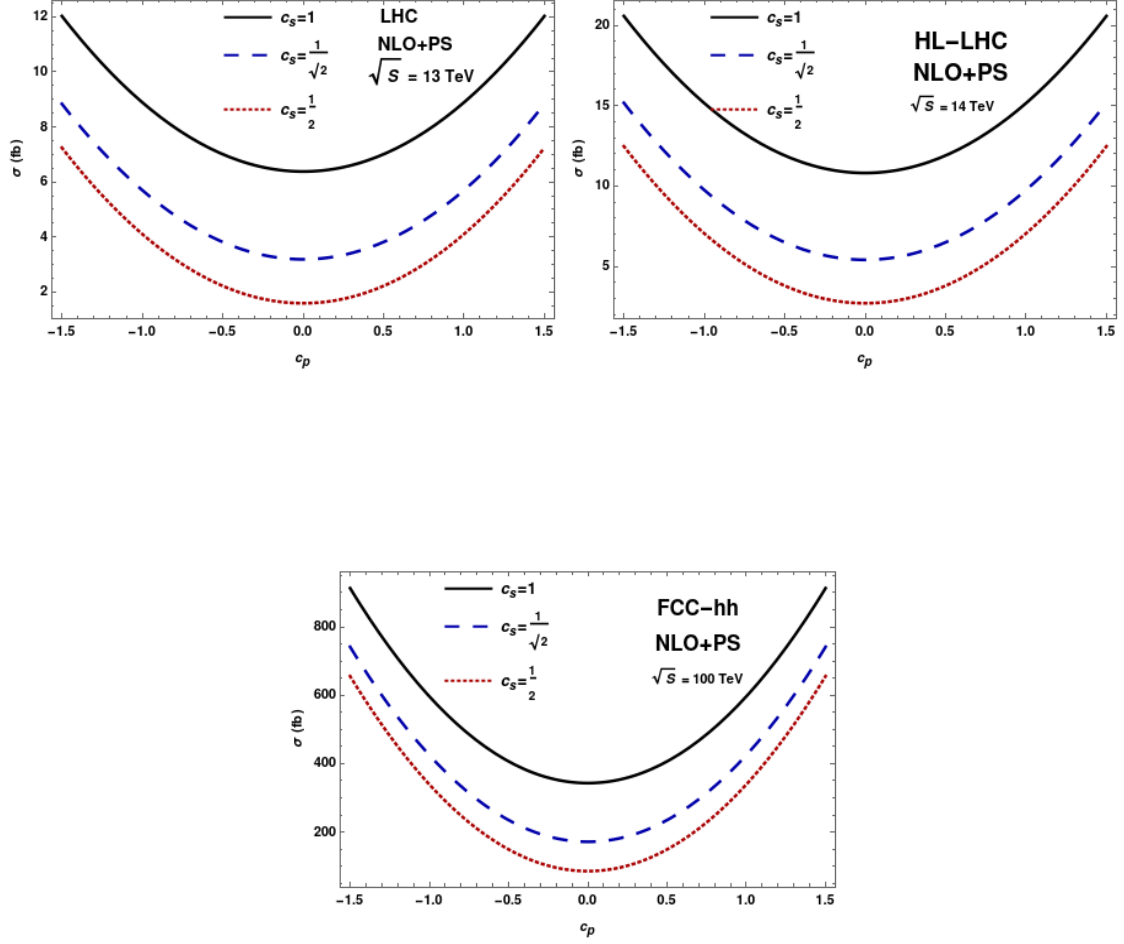 12
10
8
6
4
2
σ (fb)
c_s=1
c_s=1/√2
c_s=1/2
LHC
NLO+PS
√S = 13 TeV
−1.5 −1.0 −0.5 0.0 0.5 1.0 1.5
c_p
20
15
10
5
σ (fb)
c_s=1
c_s=1/√2
c_s=1/2
HL−LHC
NLO+PS
√S = 14 TeV
−1.5 −1.0 −0.5 0.0 0.5 1.0 1.5
c_p
800
600
400
200
σ (fb)
c_s=1
c_s=1/√2
c_s=1/2
FCC−hh
NLO+PS
√S = 100 TeV
−1.5 −1.0 −0.5 0.0 0.5 1.0 1.5
c_p